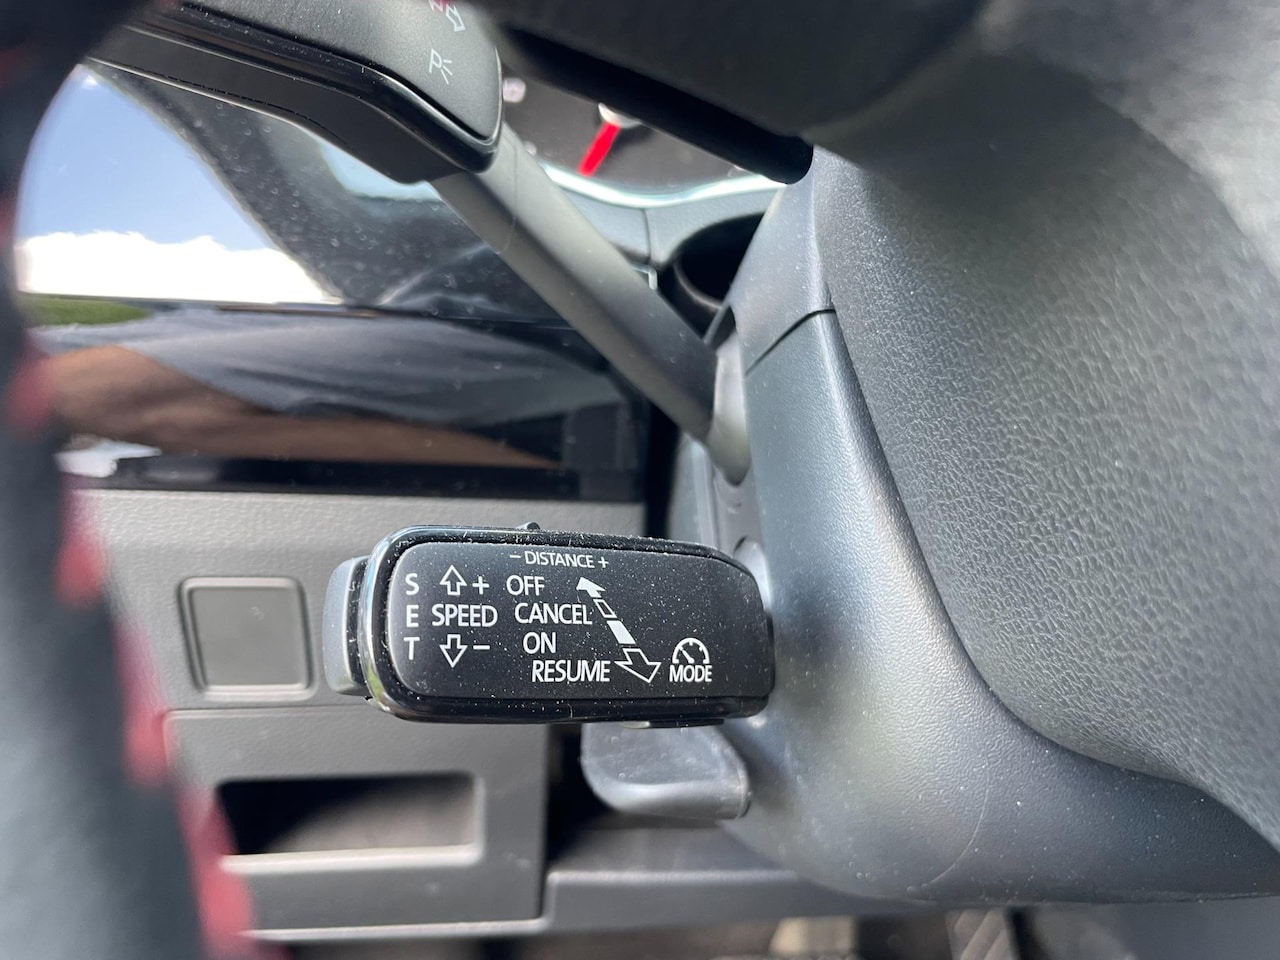 P
− DISTANCE +
S + OFF
E SPEED CANCEL
T − ON
RESUME MODE